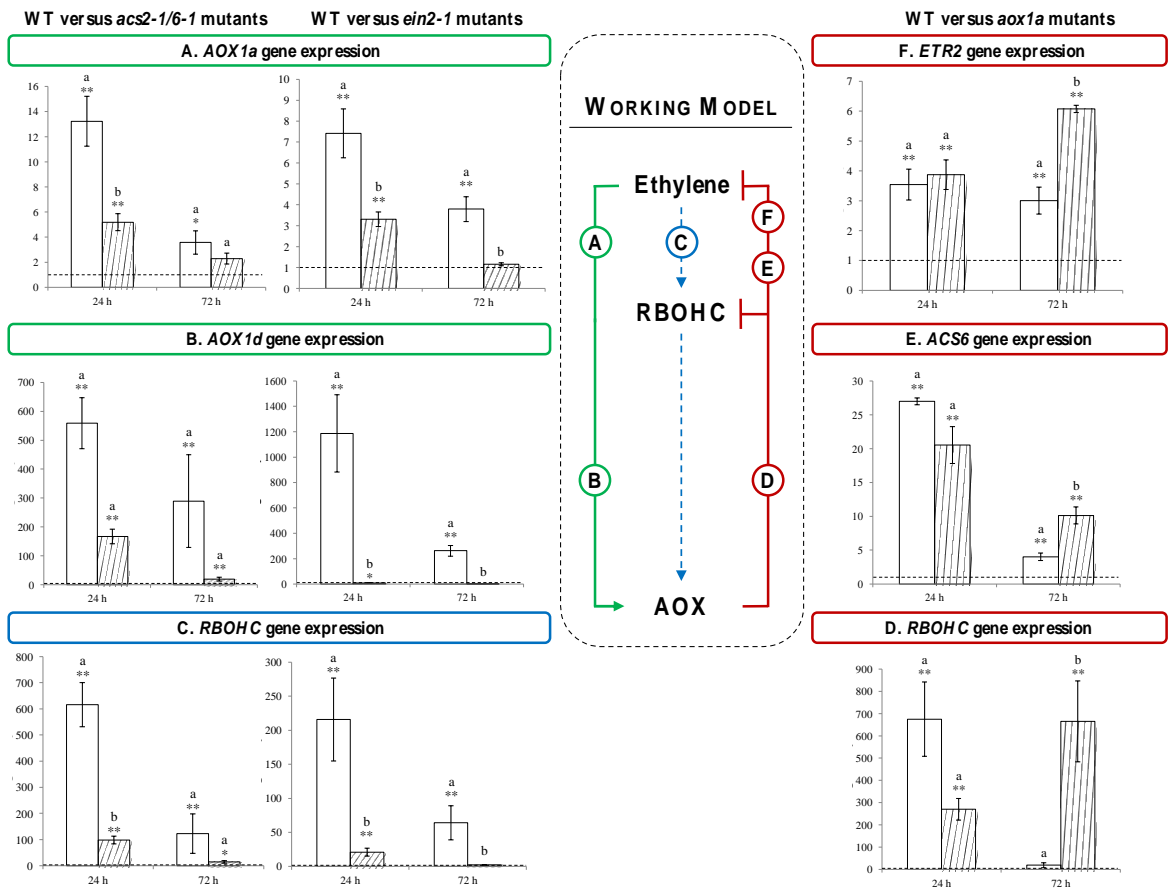 WT versus acs2-1/6-1 mutants
WT versus ein2-1 mutants
WT versus aox1a mutants
A. AOX1a gene expression
16
14
12
10
8
6
4
2
0
a
**
b
**
a
*
a
24 h
72 h
10
9
8
7
6
5
4
3
2
1
0
a
**
b
**
a
**
b
24 h
72 h
B. AOX1d gene expression
700
600
500
400
300
200
100
0
a
**
a
**
a
**
a
**
24 h
72 h
1600
1400
1200
1000
800
600
400
200
0
a
**
b
*
a
**
b
24 h
72 h
C. RBOHC gene expression
800
700
600
500
400
300
200
100
0
a
**
b
**
a
**
a
*
24 h
72 h
300
250
200
150
100
50
0
a
**
b
**
a
**
b
24 h
72 h
WORKING MODEL
Ethylene
F
A
C
E
RBOHC
B
D
AOX
F. ETR2 gene expression
7
6
5
4
3
2
1
0
a
**
a
**
a
**
b
**
24 h
72 h
E. ACS6 gene expression
30
25
20
15
10
5
0
a
**
a
**
a
**
b
**
24 h
72 h
D. RBOHC gene expression
900
800
700
600
500
400
300
200
100
0
a
**
a
**
a
b
**
24 h
72 h